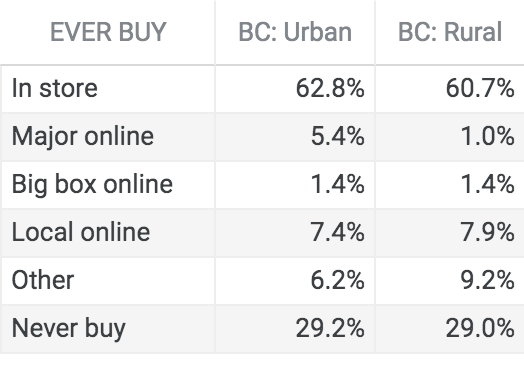 EVER BUY BC: Urban BC: Rural
In store 62.8% 60.7%
Major online 5.4% 1.0%
Big box online 1.4% 1.4%
Local online 7.4% 7.9%
Other 6.2% 9.2%
Never buy 29.2% 29.0%